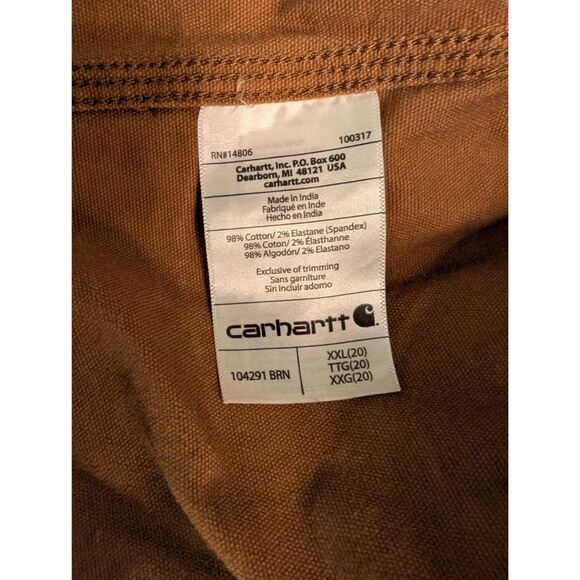 RN#14806 100317
Carhartt, Inc. P.O. Box 600
Dearborn, MI 48121 USA
carhartt.com
Made in India
Fabriqué en Inde
Hecho en India
98% Cotton/ 2% Elastane (Spandex)
98% Coton/ 2% Élasthanne
98% Algodón/ 2% Elastano
Exclusive of trimming
Sans garniture
Sin incluir adorno
carhartt
104291 BRN
XXL(20)
TTG(20)
XXG(20)